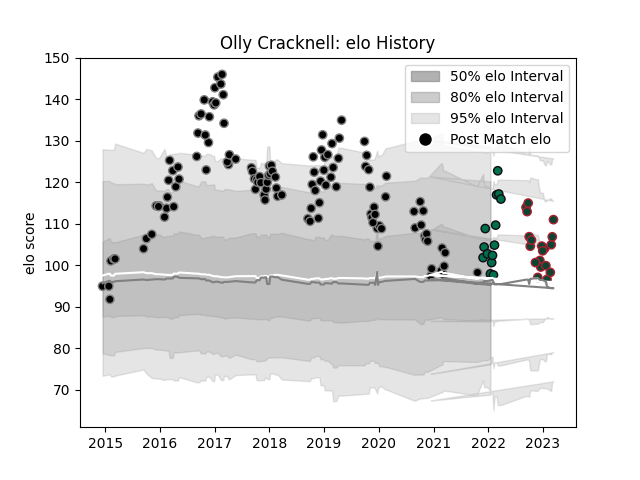 Olly Cracknell: elo History
elo score
150
140
130
120
110
100
90
80
70
50% elo Interval
80% elo Interval
95% elo Interval
Post Match elo
2015 2016 2017 2018 2019 2020 2021 2022 2023